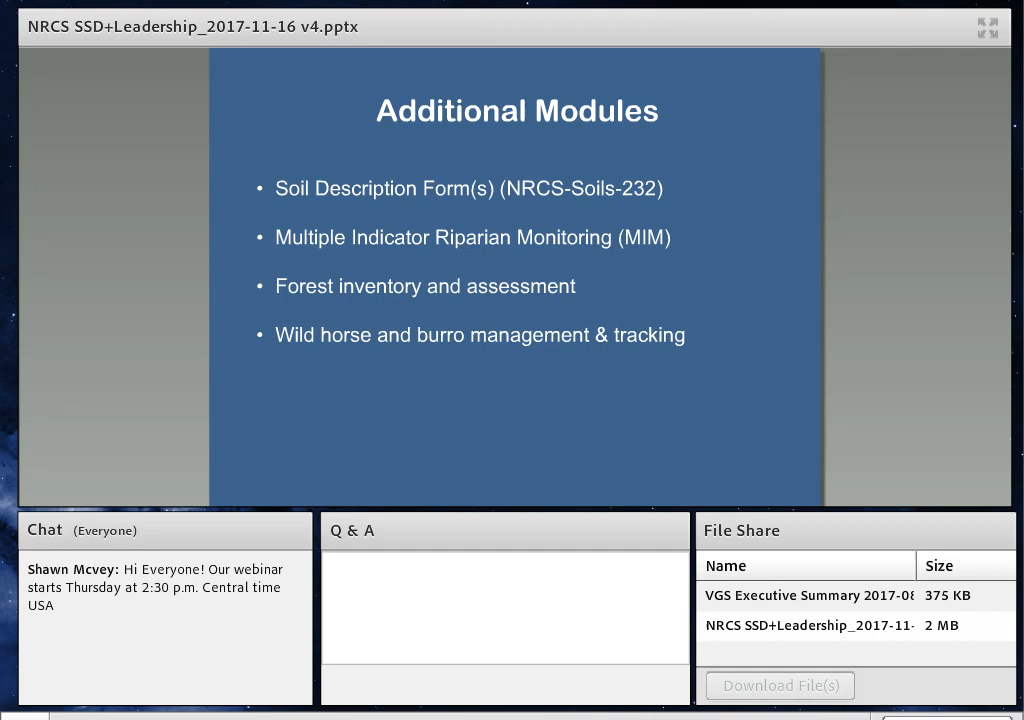 NRCS SSD+Leadership_2017-11-16 v4.pptx
Additional Modules
• Soil Description Form(s) (NRCS-Soils-232)
• Multiple Indicator Riparian Monitoring (MIM)
• Forest inventory and assessment
• Wild horse and burro management & tracking
Chat (Everyone)
Shawn Mcvey: Hi Everyone! Our webinar
starts Thursday at 2:30 p.m. Central time
USA
Q & A
File Share
Name Size
VGS Executive Summary 2017-08 375 KB
NRCS SSD+Leadership_2017-11- 2 MB
Download File(s)